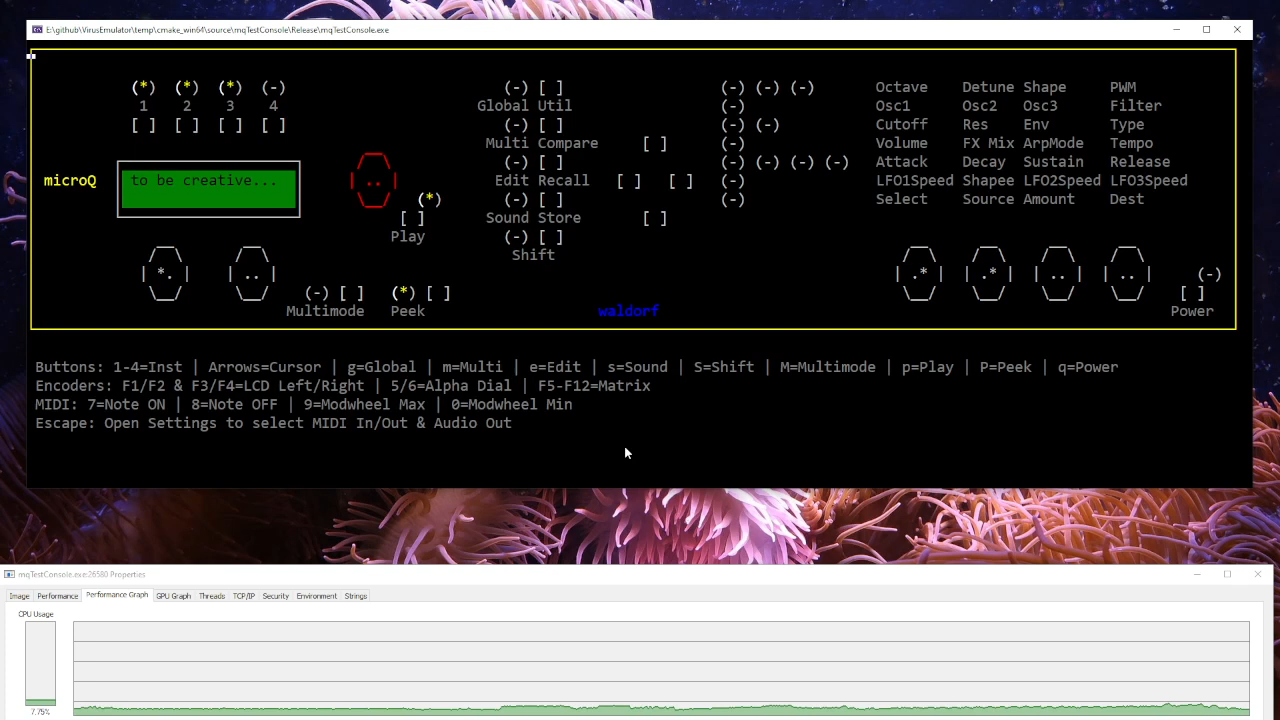 E:\github\VirusEmulator\temp\cmake_win64\source\mqTestConsole\Release\mqTestConsole.exe
(*) (*) (*) (-) (-) [ ] (-) (-) (-) Octave Detune Shape PWM
1 2 3 4 Global Util (-) Osc1 Osc2 Osc3 Filter
[ ] [ ] [ ] [ ] (-) [ ] (-) (-) Cutoff Res Env Type
Multi Compare [ ] (-) Volume FX Mix ArpMode Tempo
(-) [ ] (-) (-) (-) (-) Attack Decay Sustain Release
microQ to be creative... | .. | Edit Recall [ ] [ ] (-) LFO1Speed Shapee LFO2Speed LFO3Speed
(*) (-) [ ] (-) Select Source Amount Dest
[ ] Sound Store [ ]
Play (-) [ ]
Shift
| *. | | .. | | .* | | .* | | .. | | .. | (-)
(-) [ ] (*) [ ] [ ]
Multimode Peek waldorf Power
Buttons: 1-4=Inst | Arrows=Cursor | g=Global | m=Multi | e=Edit | s=Sound | S=Shift | M=Multimode | p=Play | P=Peek | q=Power
Encoders: F1/F2 & F3/F4=LCD Left/Right | 5/6=Alpha Dial | F5-F12=Matrix
MIDI: 7=Note ON | 8=Note OFF | 9=Modwheel Max | 0=Modwheel Min
Escape: Open Settings to select MIDI In/Out & Audio Out
mqTestConsole.exe:26580 Properties
Image Performance Performance Graph GPU Graph Threads TCP/IP Security Environment Strings
CPU Usage
7.75%